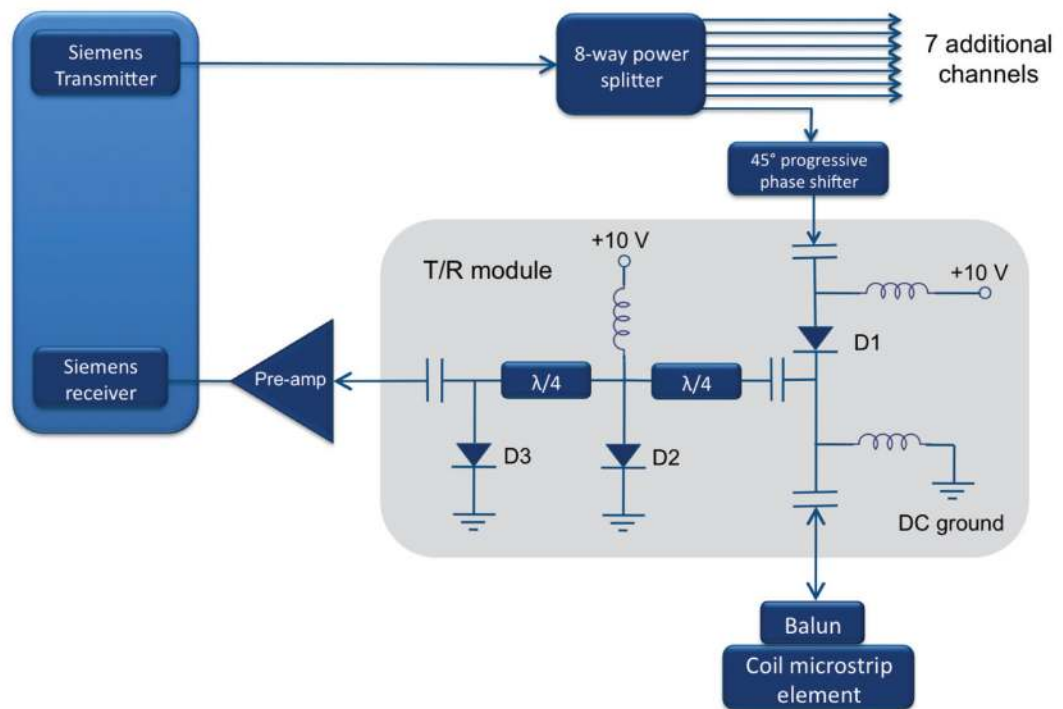 Siemens
Transmitter
8-way power
splitter
7 additional
channels
45° progressive
phase shifter
T/R module
+10 V
+10 V
D1
Siemens
receiver
Pre-amp
λ/4
λ/4
D3
D2
DC ground
Balun
Coil microstrip
element